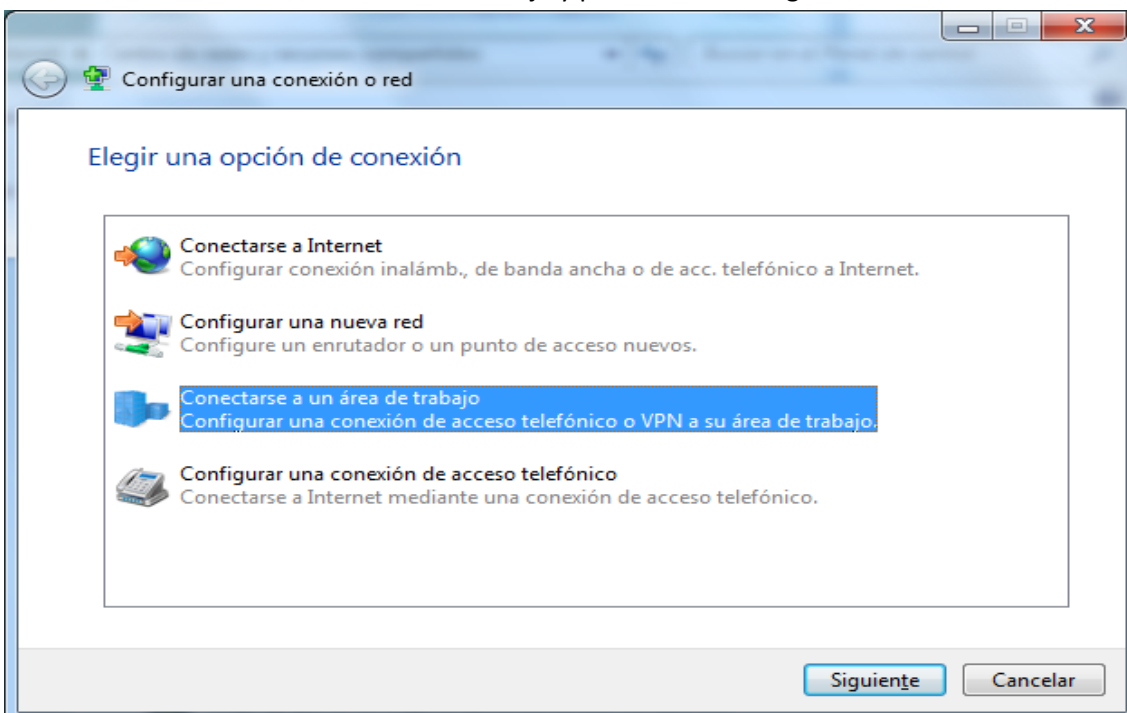 Configurar una conexión o red
Elegir una opción de conexión
Conectarse a Internet
Configurar conexión inalámb., de banda ancha o de acc. telefónico a Internet.
Configurar una nueva red
Configure un enrutador o un punto de acceso nuevos.
Conectarse a un área de trabajo
Configurar una conexión de acceso telefónico o VPN a su área de trabajo.
Configurar una conexión de acceso telefónico
Conectarse a Internet mediante una conexión de acceso telefónico.
Siguiente
Cancelar